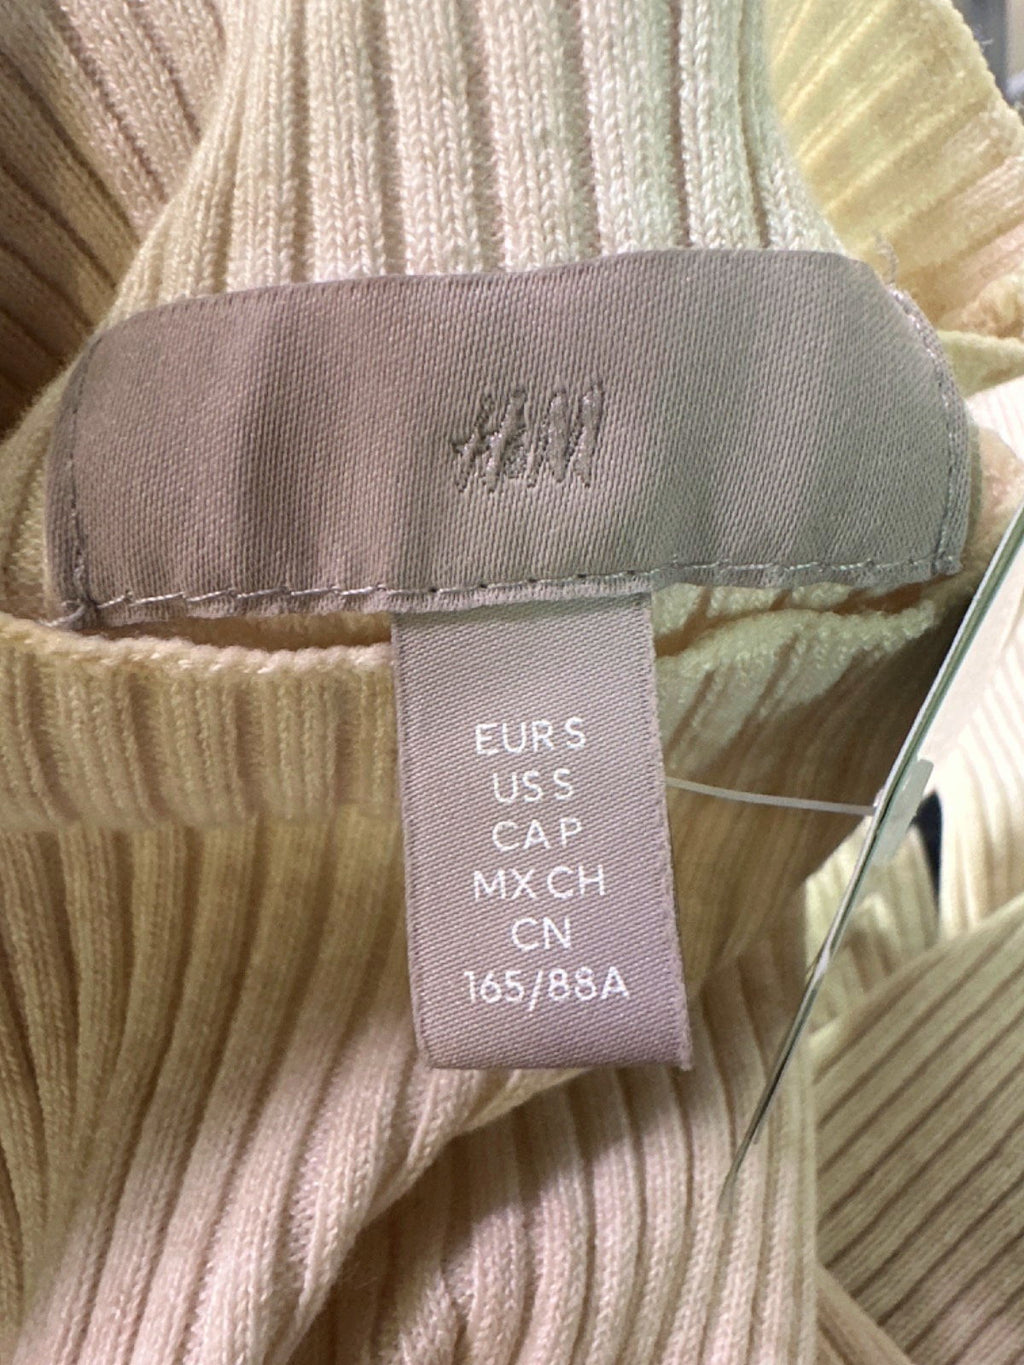 H&M
EUR S
US S
CA P
MX CH
CN
165/88A